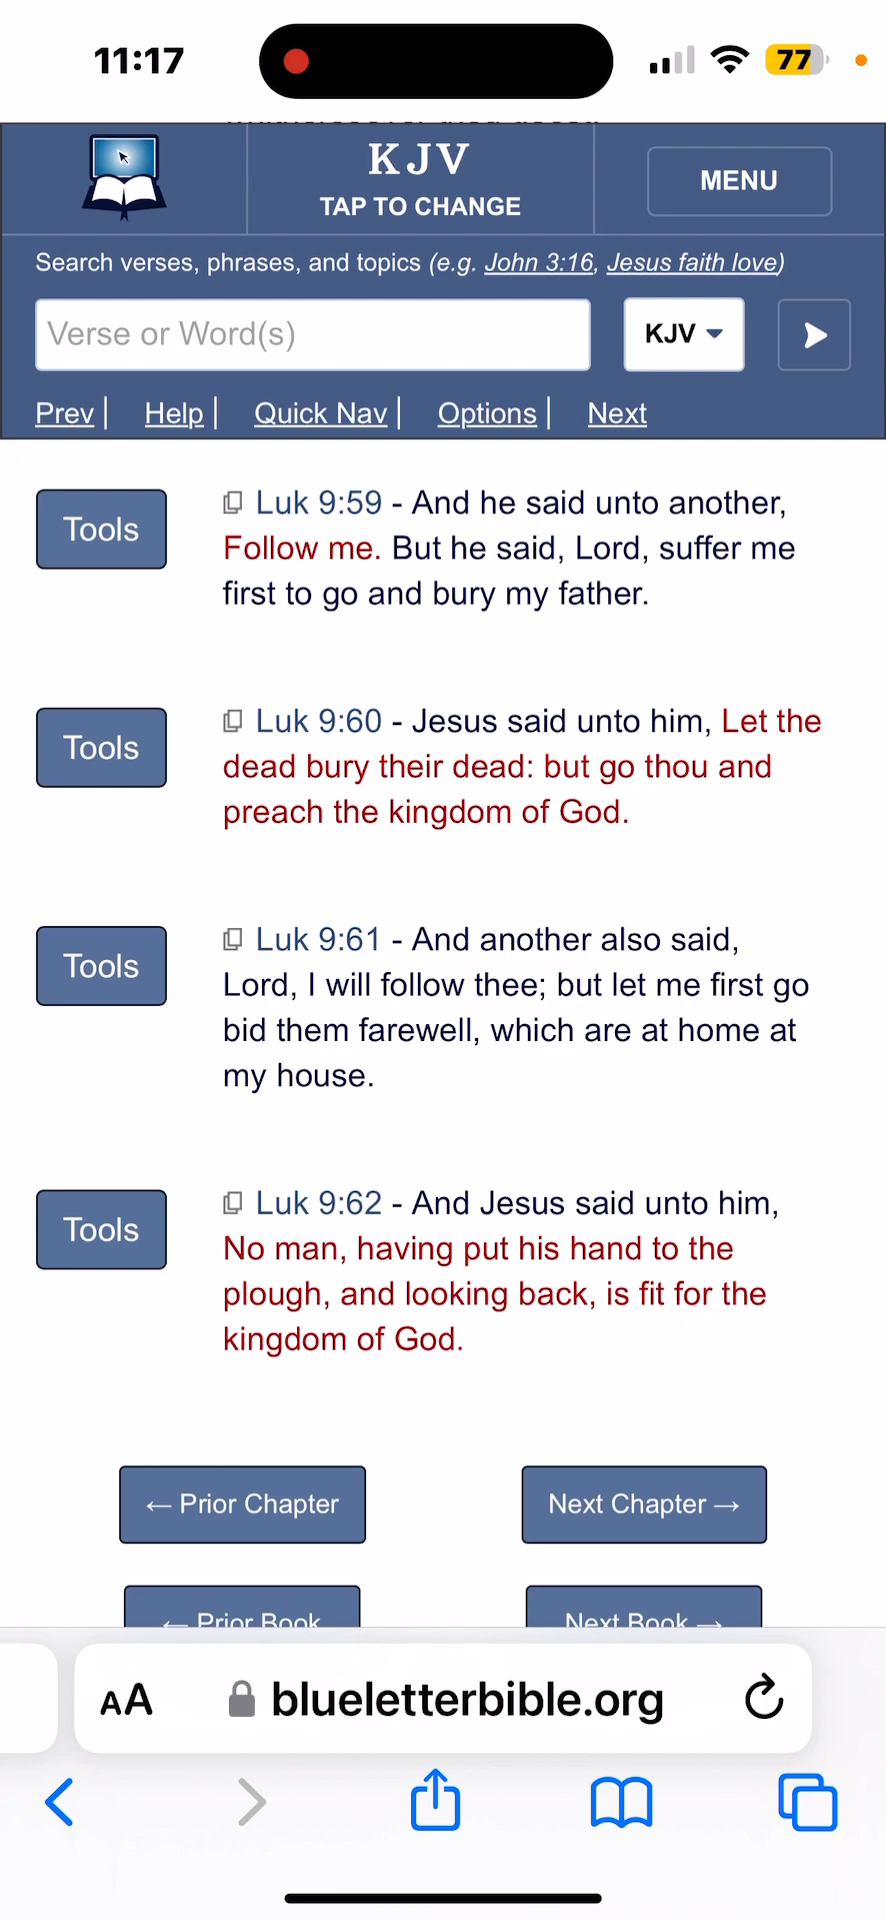 11:17
77
KJV
TAP TO CHANGE
MENU
Search verses, phrases, and topics (e.g. John 3:16, Jesus faith love)
Verse or Word(s)
KJV
Prev | Help | Quick Nav | Options | Next
Tools
Luk 9:59 - And he said unto another,
Follow me. But he said, Lord, suffer me
first to go and bury my father.
Tools
Luk 9:60 - Jesus said unto him, Let the
dead bury their dead: but go thou and
preach the kingdom of God.
Tools
Luk 9:61 - And another also said,
Lord, I will follow thee; but let me first go
bid them farewell, which are at home at
my house.
Tools
Luk 9:62 - And Jesus said unto him,
No man, having put his hand to the
plough, and looking back, is fit for the
kingdom of God.
← Prior Chapter
Next Chapter →
← Prior Book
Next Book →
AA
blueletterbible.org